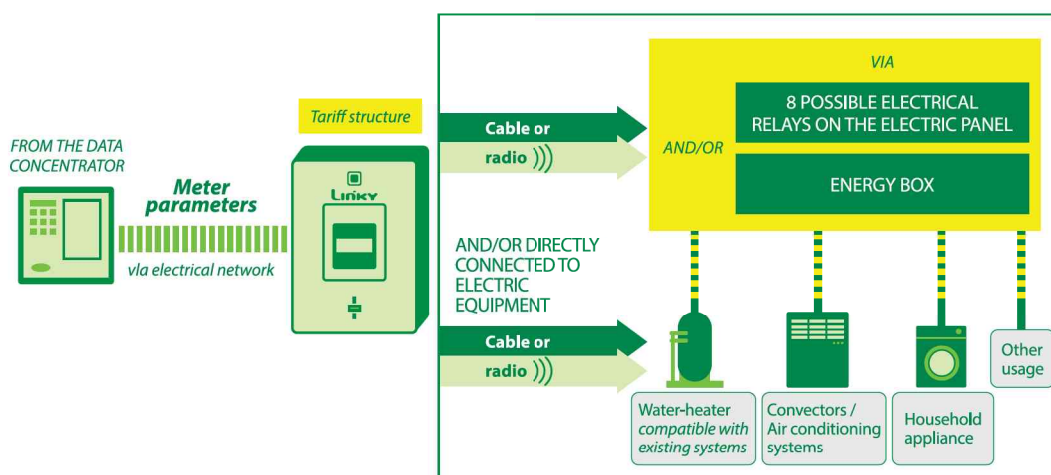 FROM THE DATA
CONCENTRATOR
Meter
parameters
vIa electrical network
Tariff structure
Linky
Cable or
radio
AND/OR DIRECTLY
CONNECTED TO
ELECTRIC
EQUIPMENT
Cable or
radio
VIA
AND/OR
8 POSSIBLE ELECTRICAL
RELAYS ON THE ELECTRIC PANEL
ENERGY BOX
Water-heater
compatible with
existing systems
Convectors /
Air conditioning
systems
Household
appliance
Other
usage